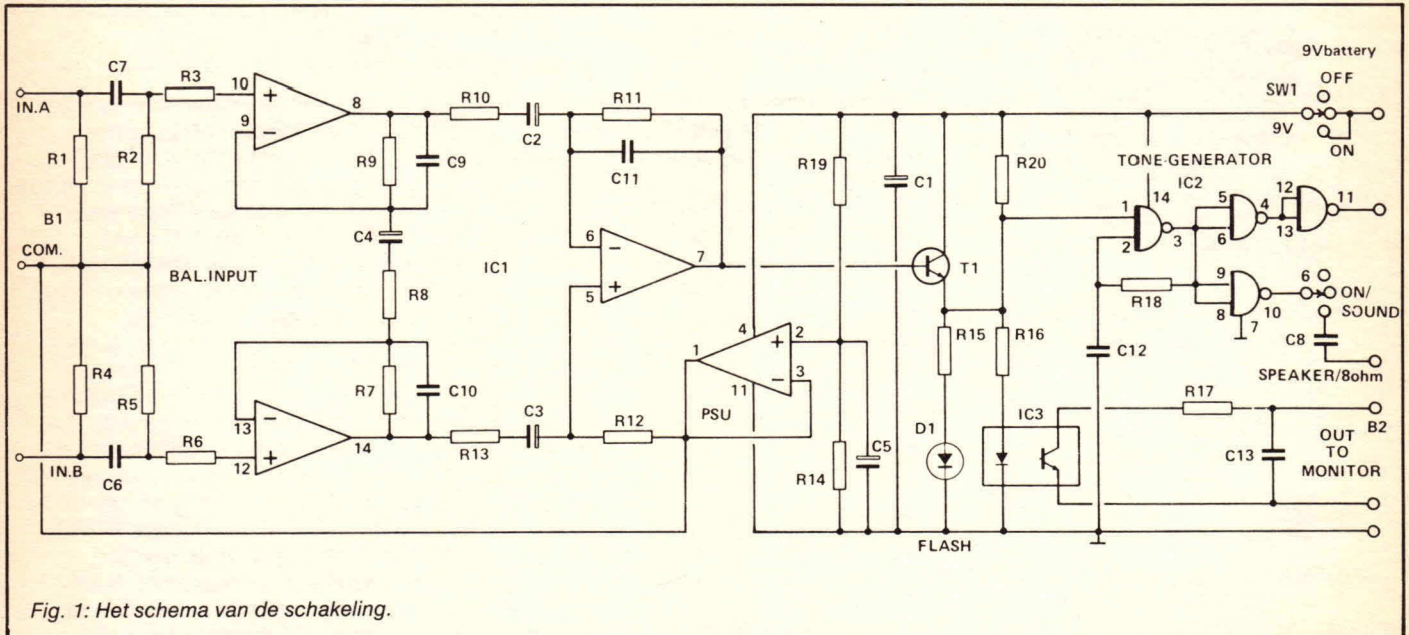 9Vbattery
OFF
SW1
9V
ON
IN.A
C7
R3
10
+
9
-
8
R10
C2
R11
C11
R1
R2
R9
C9
B1
COM.
BAL.INPUT
C4
R8
IC1
6
-
5
+
7
R4
R5
R7
C10
IN.B
C6
R6
13
-
12
+
14
R13
C3
R12
R19
C1
T1
R20
TONE-GENERATOR
IC2
1
2
14
3
5
6
4
12
13
11
R18
9
8
10
7
6
ON/
SOUND
C8
SPEAKER/8ohm
C12
4
1
11
+
2
-
3
PSU
R14
C5
R15
R16
D1
FLASH
IC3
R17
C13
B2
OUT
TO
MONITOR
Fig. 1: Het schema van de schakeling.